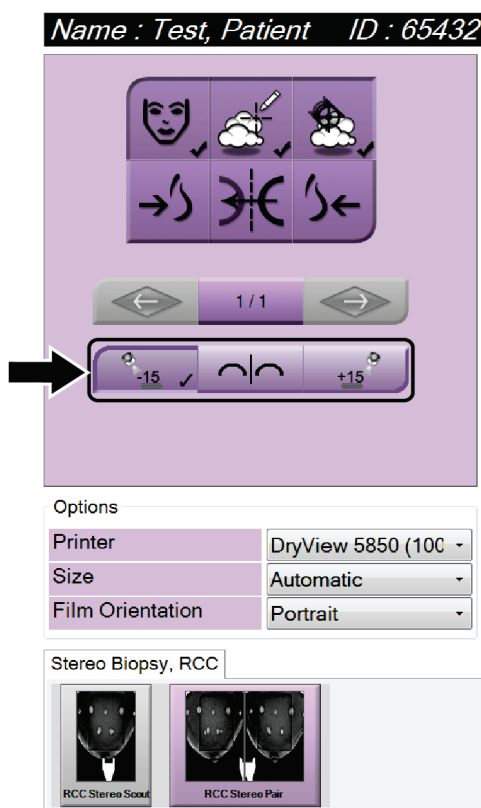 Name : Test, Patient ID : 65432
1 / 1
-15 +15
Options
Printer DryView 5850 (100
Size Automatic
Film Orientation Portrait
Stereo Biopsy, RCC
RCC Stereo Scout RCC Stereo Pair